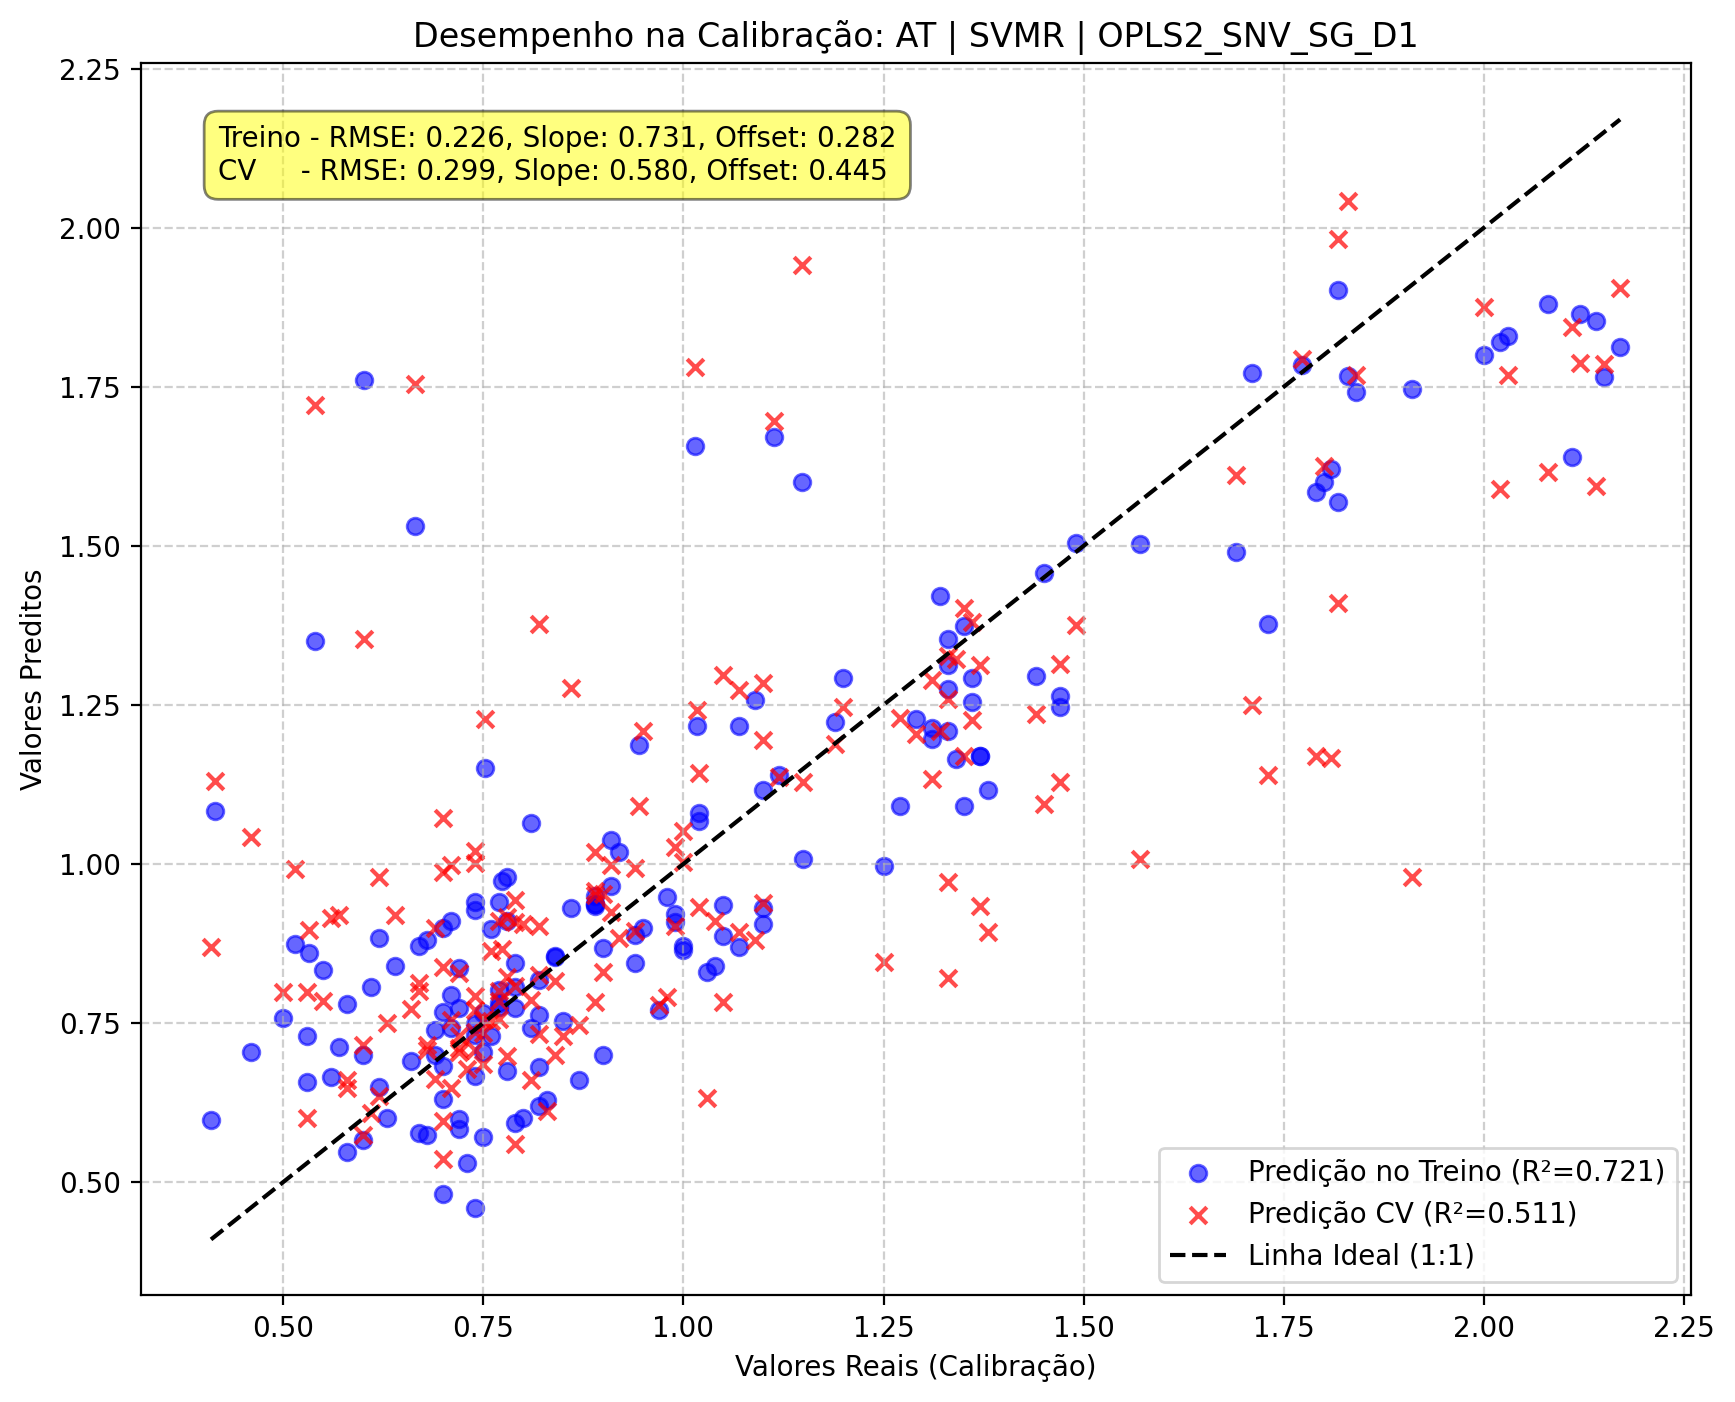 Desempenho na Calibração: AT | SVMR | OPLS2_SNV_SG_D1
2.25
Treino - RMSE: 0.226, Slope: 0.731, Offset: 0.282
CV     - RMSE: 0.299, Slope: 0.580, Offset: 0.445
2.00
1.75
1.50
1.25
1.00
0.75
0.50
Valores Preditos
Predição no Treino (R²=0.721)
Predição CV (R²=0.511)
Linha Ideal (1:1)
0.50 0.75 1.00 1.25 1.50 1.75 2.00 2.25
Valores Reais (Calibração)